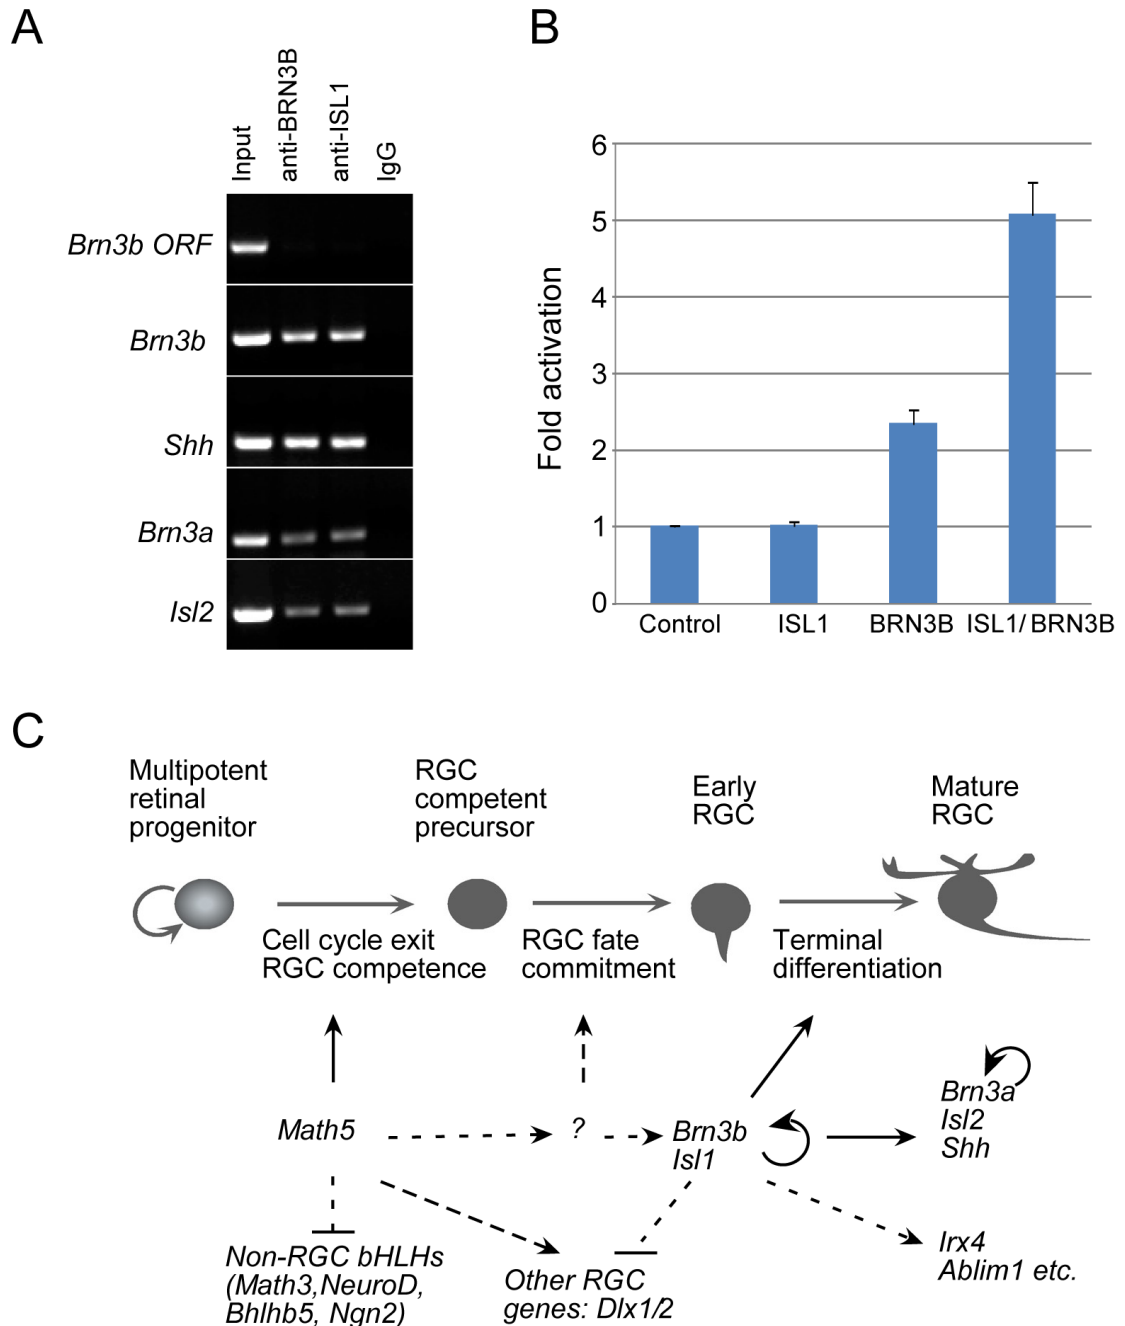 A
Input
anti-BRN3B
anti-ISL1
IgG
Brn3b ORF
Brn3b
Shh
Brn3a
Isl2
B
Fold activation
6
5
4
3
2
1
0
Control
ISL1
BRN3B
ISL1/ BRN3B
C
Multipotent
retinal
progenitor
RGC
competent
precursor
Early
RGC
Mature
RGC
Cell cycle exit
RGC competence
RGC fate
commitment
Terminal
differentiation
Math5
?
Brn3b
Isl1
Brn3a
Isl2
Shh
Non-RGC bHLHs
(Math3,NeuroD,
Bhlhb5, Ngn2)
Other RGC
genes: Dlx1/2
Irx4
Ablim1 etc.